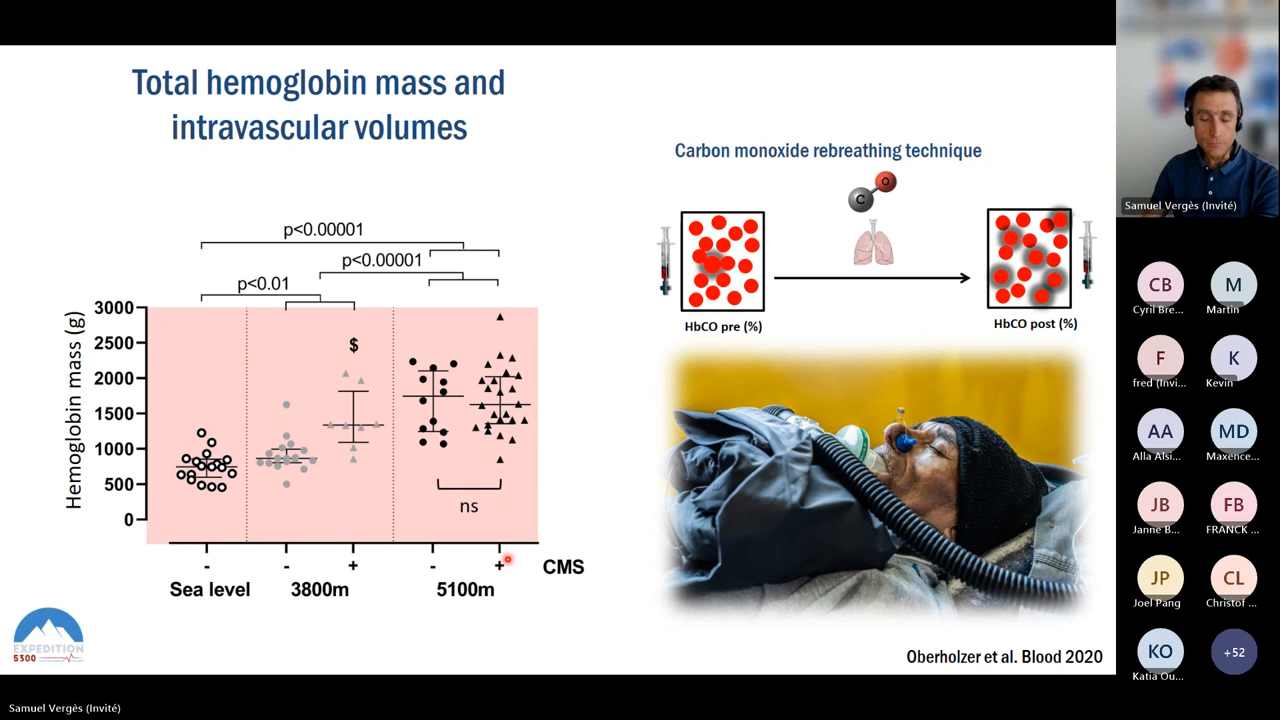 Total hemoglobin mass and
intravascular volumes
Carbon monoxide rebreathing technique
C
O
HbCO pre (%)
HbCO post (%)
p<0.00001
p<0.00001
p<0.01
Hemoglobin mass (g)
3000
2500
2000
1500
1000
500
0
$
ns
- - + - + CMS
Sea level 3800m 5100m
EXPEDITION
5300
Oberholzer et al. Blood 2020
Samuel Vergès (Invité)
CB M
Cyril Bre... Martin
F K
fred (Invi... Kevin
AA MD
Alla Alsi... Maxence...
JB FB
Janne B... FRANCK ...
JP CL
Joel Pang Christof ...
KO +52
Katia Ou...
Samuel Vergès (Invité)